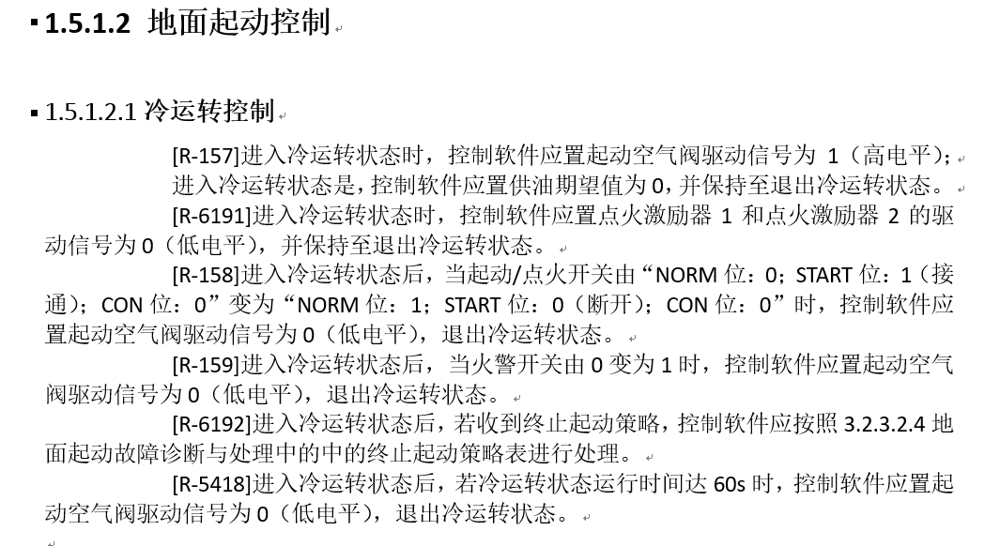 1.5.1.2 地面起动控制
1.5.1.2.1 冷运转控制
[R-157]进入冷运转状态时，控制软件应置起动空气阀驱动信号为 1（高电平）；
进入冷运转状态是，控制软件应置供油期望值为 0，并保持至退出冷运转状态。
[R-6191]进入冷运转状态时，控制软件应置点火激励器 1 和点火激励器 2 的驱
动信号为 0（低电平），并保持至退出冷运转状态。
[R-158]进入冷运转状态后，当起动/点火开关由“NORM 位：0；START 位：1（接
通）；CON 位：0”变为“NORM 位：1；START 位：0（断开）；CON 位：0”时，控制软件应
置起动空气阀驱动信号为 0（低电平），退出冷运转状态。
[R-159]进入冷运转状态后，当火警开关由 0 变为 1 时，控制软件应置起动空气
阀驱动信号为 0（低电平），退出冷运转状态。
[R-6192]进入冷运转状态后，若收到终止起动策略，控制软件应按照 3.2.3.2.4 地
面起动故障诊断与处理中的中的终止起动策略表进行处理。
[R-5418]进入冷运转状态后，若冷运转状态运行时间达 60s 时，控制软件应置起
动空气阀驱动信号为 0（低电平），退出冷运转状态。